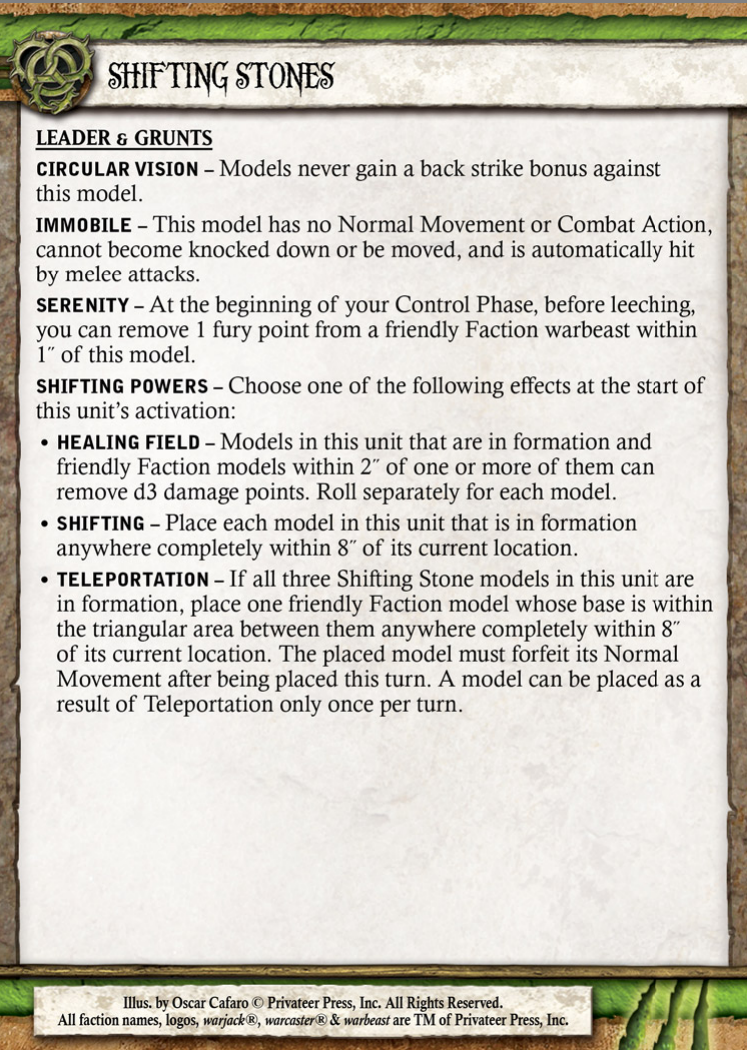 SHIFTING STONES
LEADER & GRUNTS
CIRCULAR VISION – Models never gain a back strike bonus against
this model.
IMMOBILE – This model has no Normal Movement or Combat Action,
cannot become knocked down or be moved, and is automatically hit
by melee attacks.
SERENITY – At the beginning of your Control Phase, before leeching,
you can remove 1 fury point from a friendly Faction warbeast within
1˝ of this model.
SHIFTING POWERS – Choose one of the following effects at the start of
this unit's activation:
• HEALING FIELD – Models in this unit that are in formation and
friendly Faction models within 2˝ of one or more of them can
remove d3 damage points. Roll separately for each model.
• SHIFTING – Place each model in this unit that is in formation
anywhere completely within 8˝ of its current location.
• TELEPORTATION – If all three Shifting Stone models in this unit are
in formation, place one friendly Faction model whose base is within
the triangular area between them anywhere completely within 8˝
of its current location. The placed model must forfeit its Normal
Movement after being placed this turn. A model can be placed as a
result of Teleportation only once per turn.
Illus. by Oscar Cafaro © Privateer Press, Inc. All Rights Reserved.
All faction names, logos, warjack®, warcaster® & warbeast are TM of Privateer Press, Inc.